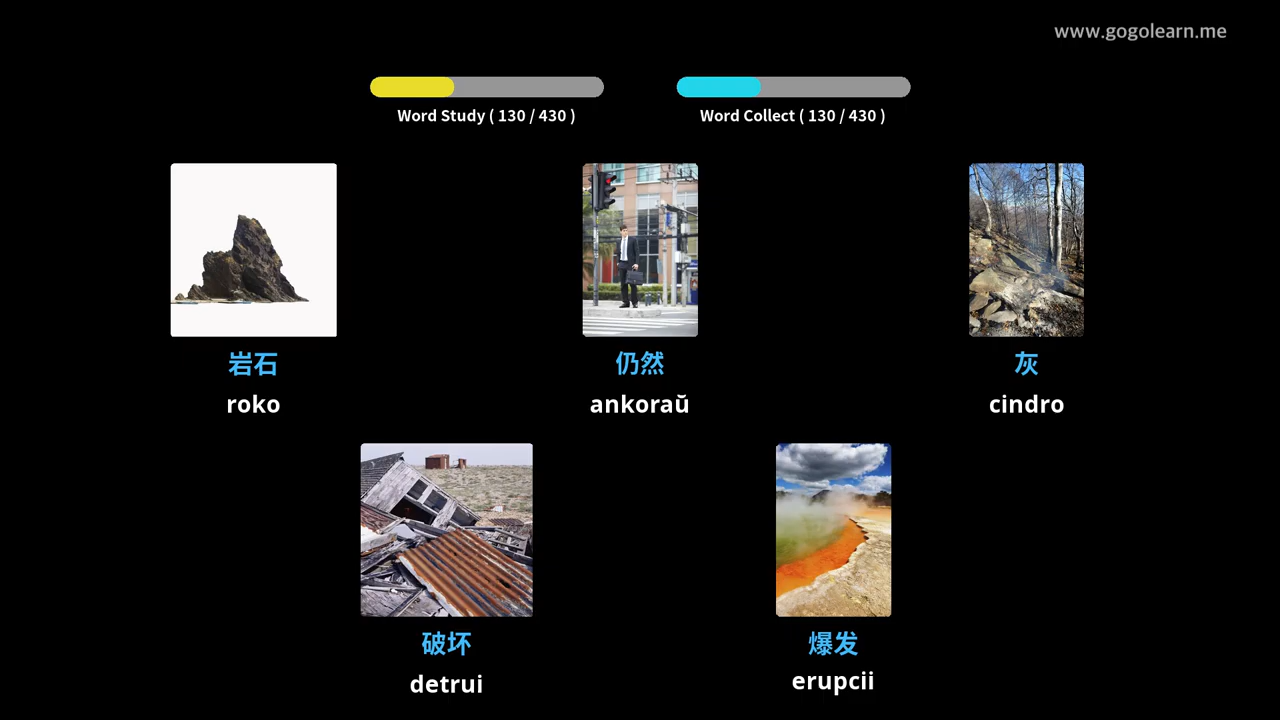 www.gogolearn.me
Word Study ( 130 / 430 )
Word Collect ( 130 / 430 )
岩石
roko
仍然
ankoraŭ
灰
cindro
破坏
detrui
爆发
erupcii